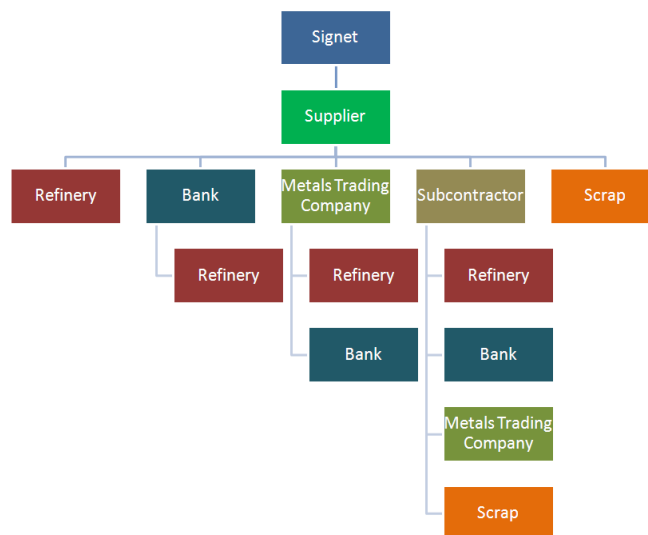 Signet
Supplier
Refinery
Bank
Metals Trading
Company
Subcontractor
Scrap
Refinery
Refinery
Refinery
Bank
Bank
Metals Trading
Company
Scrap